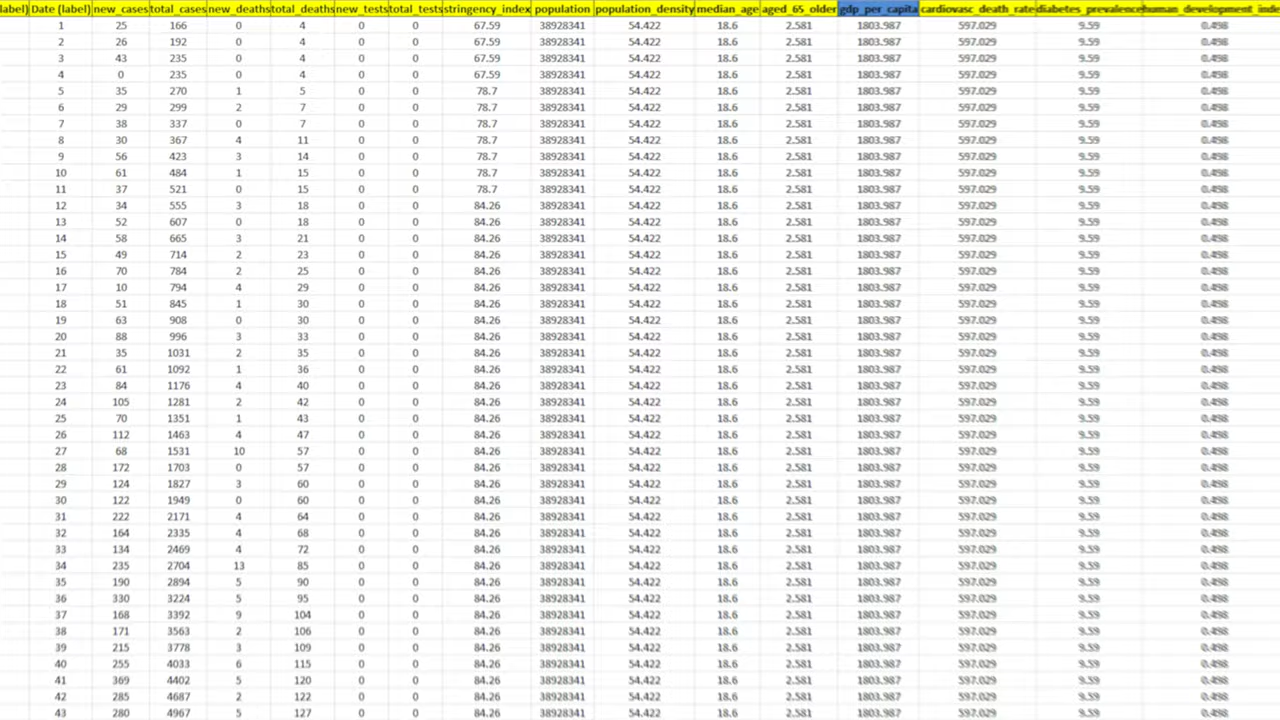 label) Date (label) new_cases total_cases new_deaths total_deaths new_tests total_tests stringency_index population population_density median_age aged_65_older gdp_per_capita cardiovasc_death_rate diabetes_prevalence human_development_inde
1 25 166 0 4 0 0 67.59 38928341 54.422 18.6 2.581 1803.987 597.029 9.59 0.498
2 26 192 0 4 0 0 67.59 38928341 54.422 18.6 2.581 1803.987 597.029 9.59 0.498
3 43 235 0 4 0 0 67.59 38928341 54.422 18.6 2.581 1803.987 597.029 9.59 0.498
4 0 235 0 4 0 0 67.59 38928341 54.422 18.6 2.581 1803.987 597.029 9.59 0.498
5 35 270 1 5 0 0 78.7 38928341 54.422 18.6 2.581 1803.987 597.029 9.59 0.498
6 29 299 2 7 0 0 78.7 38928341 54.422 18.6 2.581 1803.987 597.029 9.59 0.498
7 38 337 0 7 0 0 78.7 38928341 54.422 18.6 2.581 1803.987 597.029 9.59 0.498
8 30 367 4 11 0 0 78.7 38928341 54.422 18.6 2.581 1803.987 597.029 9.59 0.498
9 56 423 3 14 0 0 78.7 38928341 54.422 18.6 2.581 1803.987 597.029 9.59 0.498
10 61 484 1 15 0 0 78.7 38928341 54.422 18.6 2.581 1803.987 597.029 9.59 0.498
11 37 521 0 15 0 0 78.7 38928341 54.422 18.6 2.581 1803.987 597.029 9.59 0.498
12 34 555 3 18 0 0 84.26 38928341 54.422 18.6 2.581 1803.987 597.029 9.59 0.498
13 52 607 0 18 0 0 84.26 38928341 54.422 18.6 2.581 1803.987 597.029 9.59 0.498
14 58 665 3 21 0 0 84.26 38928341 54.422 18.6 2.581 1803.987 597.029 9.59 0.498
15 49 714 2 23 0 0 84.26 38928341 54.422 18.6 2.581 1803.987 597.029 9.59 0.498
16 70 784 2 25 0 0 84.26 38928341 54.422 18.6 2.581 1803.987 597.029 9.59 0.498
17 10 794 4 29 0 0 84.26 38928341 54.422 18.6 2.581 1803.987 597.029 9.59 0.498
18 51 845 1 30 0 0 84.26 38928341 54.422 18.6 2.581 1803.987 597.029 9.59 0.498
19 63 908 0 30 0 0 84.26 38928341 54.422 18.6 2.581 1803.987 597.029 9.59 0.498
20 88 996 3 33 0 0 84.26 38928341 54.422 18.6 2.581 1803.987 597.029 9.59 0.498
21 35 1031 2 35 0 0 84.26 38928341 54.422 18.6 2.581 1803.987 597.029 9.59 0.498
22 61 1092 1 36 0 0 84.26 38928341 54.422 18.6 2.581 1803.987 597.029 9.59 0.498
23 84 1176 4 40 0 0 84.26 38928341 54.422 18.6 2.581 1803.987 597.029 9.59 0.498
24 105 1281 2 42 0 0 84.26 38928341 54.422 18.6 2.581 1803.987 597.029 9.59 0.498
25 70 1351 1 43 0 0 84.26 38928341 54.422 18.6 2.581 1803.987 597.029 9.59 0.498
26 112 1463 4 47 0 0 84.26 38928341 54.422 18.6 2.581 1803.987 597.029 9.59 0.498
27 68 1531 10 57 0 0 84.26 38928341 54.422 18.6 2.581 1803.987 597.029 9.59 0.498
28 172 1703 0 57 0 0 84.26 38928341 54.422 18.6 2.581 1803.987 597.029 9.59 0.498
29 124 1827 3 60 0 0 84.26 38928341 54.422 18.6 2.581 1803.987 597.029 9.59 0.498
30 122 1949 0 60 0 0 84.26 38928341 54.422 18.6 2.581 1803.987 597.029 9.59 0.498
31 222 2171 4 64 0 0 84.26 38928341 54.422 18.6 2.581 1803.987 597.029 9.59 0.498
32 164 2335 4 68 0 0 84.26 38928341 54.422 18.6 2.581 1803.987 597.029 9.59 0.498
33 134 2469 4 72 0 0 84.26 38928341 54.422 18.6 2.581 1803.987 597.029 9.59 0.498
34 235 2704 13 85 0 0 84.26 38928341 54.422 18.6 2.581 1803.987 597.029 9.59 0.498
35 190 2894 5 90 0 0 84.26 38928341 54.422 18.6 2.581 1803.987 597.029 9.59 0.498
36 330 3224 5 95 0 0 84.26 38928341 54.422 18.6 2.581 1803.987 597.029 9.59 0.498
37 168 3392 9 104 0 0 84.26 38928341 54.422 18.6 2.581 1803.987 597.029 9.59 0.498
38 171 3563 2 106 0 0 84.26 38928341 54.422 18.6 2.581 1803.987 597.029 9.59 0.498
39 215 3778 3 109 0 0 84.26 38928341 54.422 18.6 2.581 1803.987 597.029 9.59 0.498
40 255 4033 6 115 0 0 84.26 38928341 54.422 18.6 2.581 1803.987 597.029 9.59 0.498
41 369 4402 5 120 0 0 84.26 38928341 54.422 18.6 2.581 1803.987 597.029 9.59 0.498
42 285 4687 2 122 0 0 84.26 38928341 54.422 18.6 2.581 1803.987 597.029 9.59 0.498
43 280 4967 5 127 0 0 84.26 38928341 54.422 18.6 2.581 1803.987 597.029 9.59 0.498